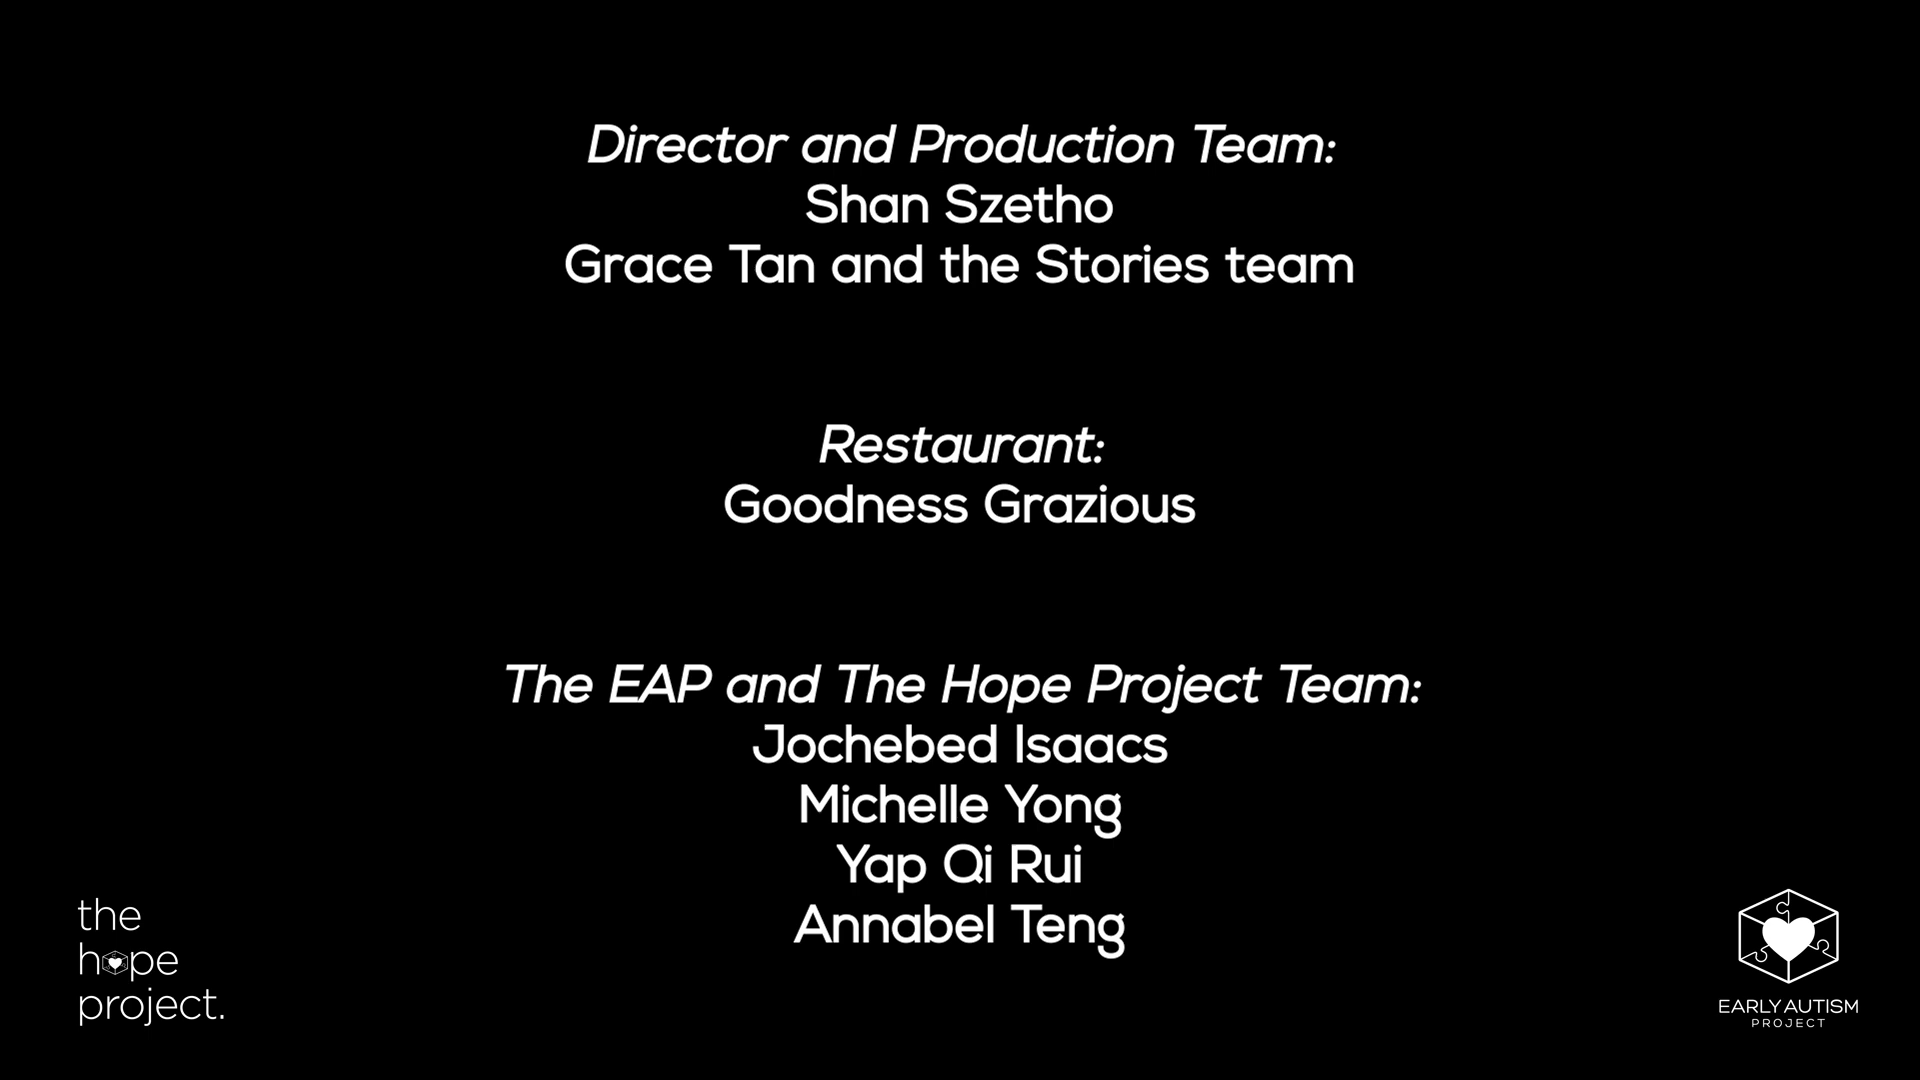 Director and Production Team:
Shan Szetho
Grace Tan and the Stories team
Restaurant:
Goodness Grazious
The EAP and The Hope Project Team:
Jochebed Isaacs
Michelle Yong
Yap Qi Rui
Annabel Teng
the
hope
project.
EARLY AUTISM
PROJECT